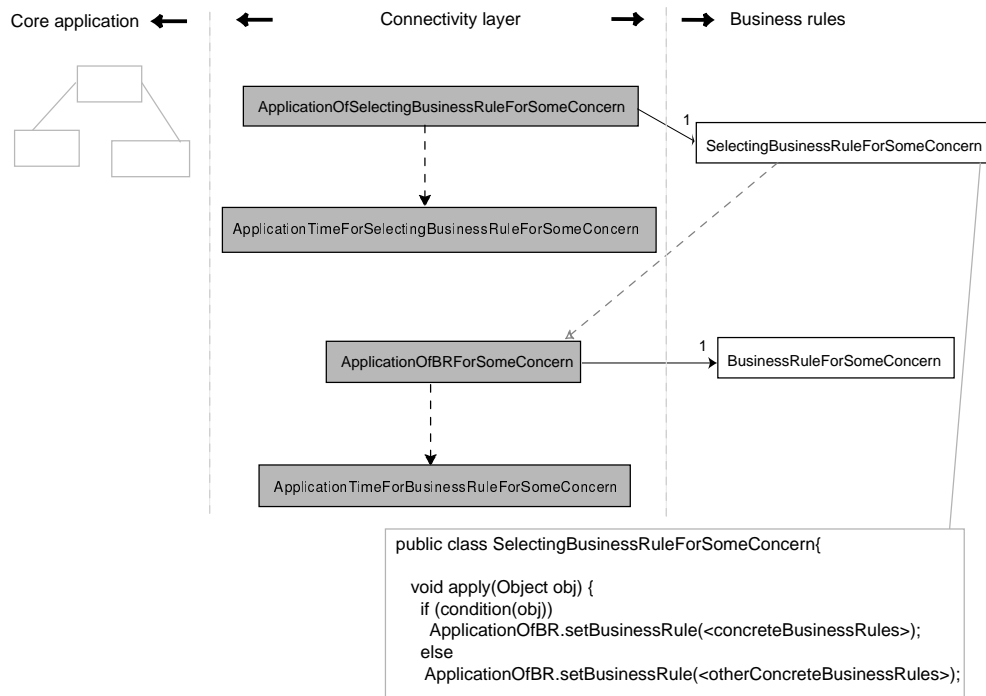 Core application
Connectivity layer
Business rules
ApplicationOfSelectingBusinessRuleForSomeConcern
1
SelectingBusinessRuleForSomeConcern
ApplicationTimeForSelectingBusinessRuleForSomeConcern
1
ApplicationOfBRForSomeConcern
BusinessRuleForSomeConcern
ApplicationTimeForBusinessRuleForSomeConcern
public class SelectingBusinessRuleForSomeConcern{
void apply(Object obj) {
if (condition(obj))
ApplicationOfBR.setBusinessRule(<concreteBusinessRules>);
else
ApplicationOfBR.setBusinessRule(<otherConcreteBusinessRules>);